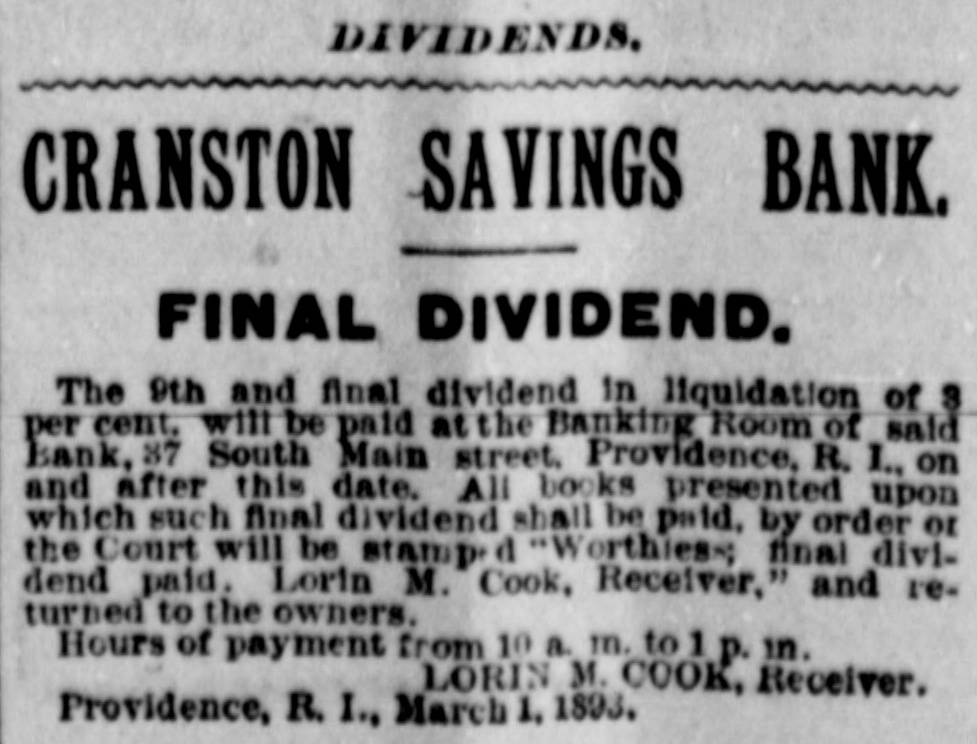 DIVIDENDS.
CRANSTON SAVINGS BANK.
FINAL DIVIDEND.
The 9th and final dividend in liquidation of 3
per cent. will be paid at the Banking Room of said
Bank, 37 South Main street, Providence, R. I., on
and after this date. All books presented upon
which such final dividend shall be paid, by order of
the Court will be stamped "Worthless; final divi-
dend paid. Lorin M. Cook, Receiver," and re-
turned to the owners.
Hours of payment from 10 a. m. to 1 p. m.
LORIN M. COOK, Receiver.
Providence, R. I., March 1, 1893.